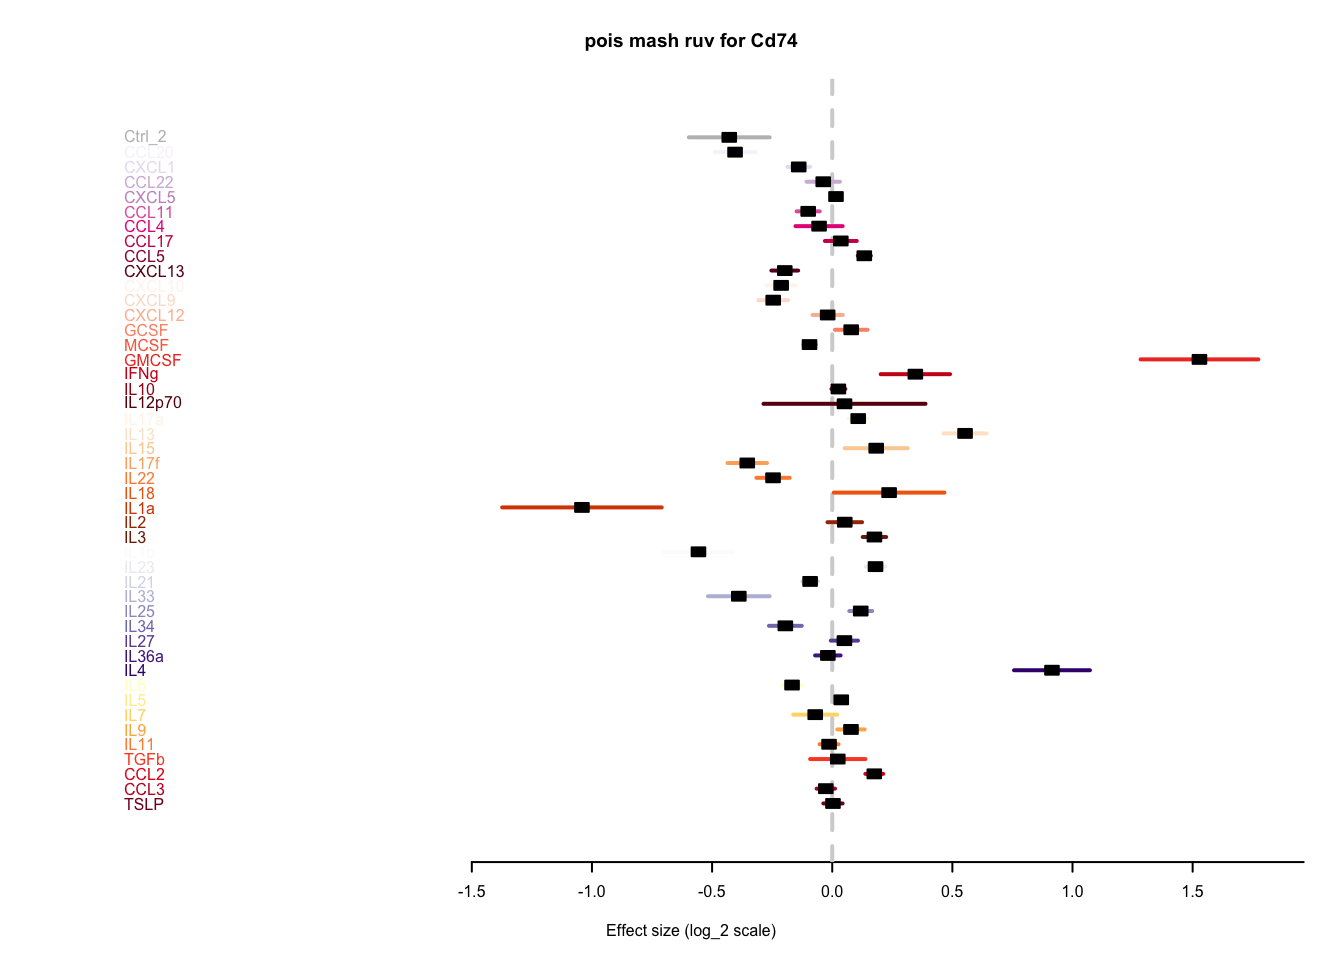 pois mash ruv for Cd74
Ctrl_2
CCL20
CXCL1
CCL22
CXCL5
CCL11
CCL4
CCL17
CCL5
CXCL13
CXCL10
CXCL9
CXCL12
GCSF
MCSF
GMCSF
IFNg
IL10
IL12p70
IL17a
IL13
IL15
IL17f
IL22
IL18
IL1a
IL2
IL3
IL23
IL21
IL33
IL25
IL34
IL27
IL36a
IL4
IL6
IL5
IL7
IL9
IL11
TGFb
CCL2
CCL3
TSLP
-1.5 -1.0 -0.5 0.0 0.5 1.0 1.5
Effect size (log_2 scale)